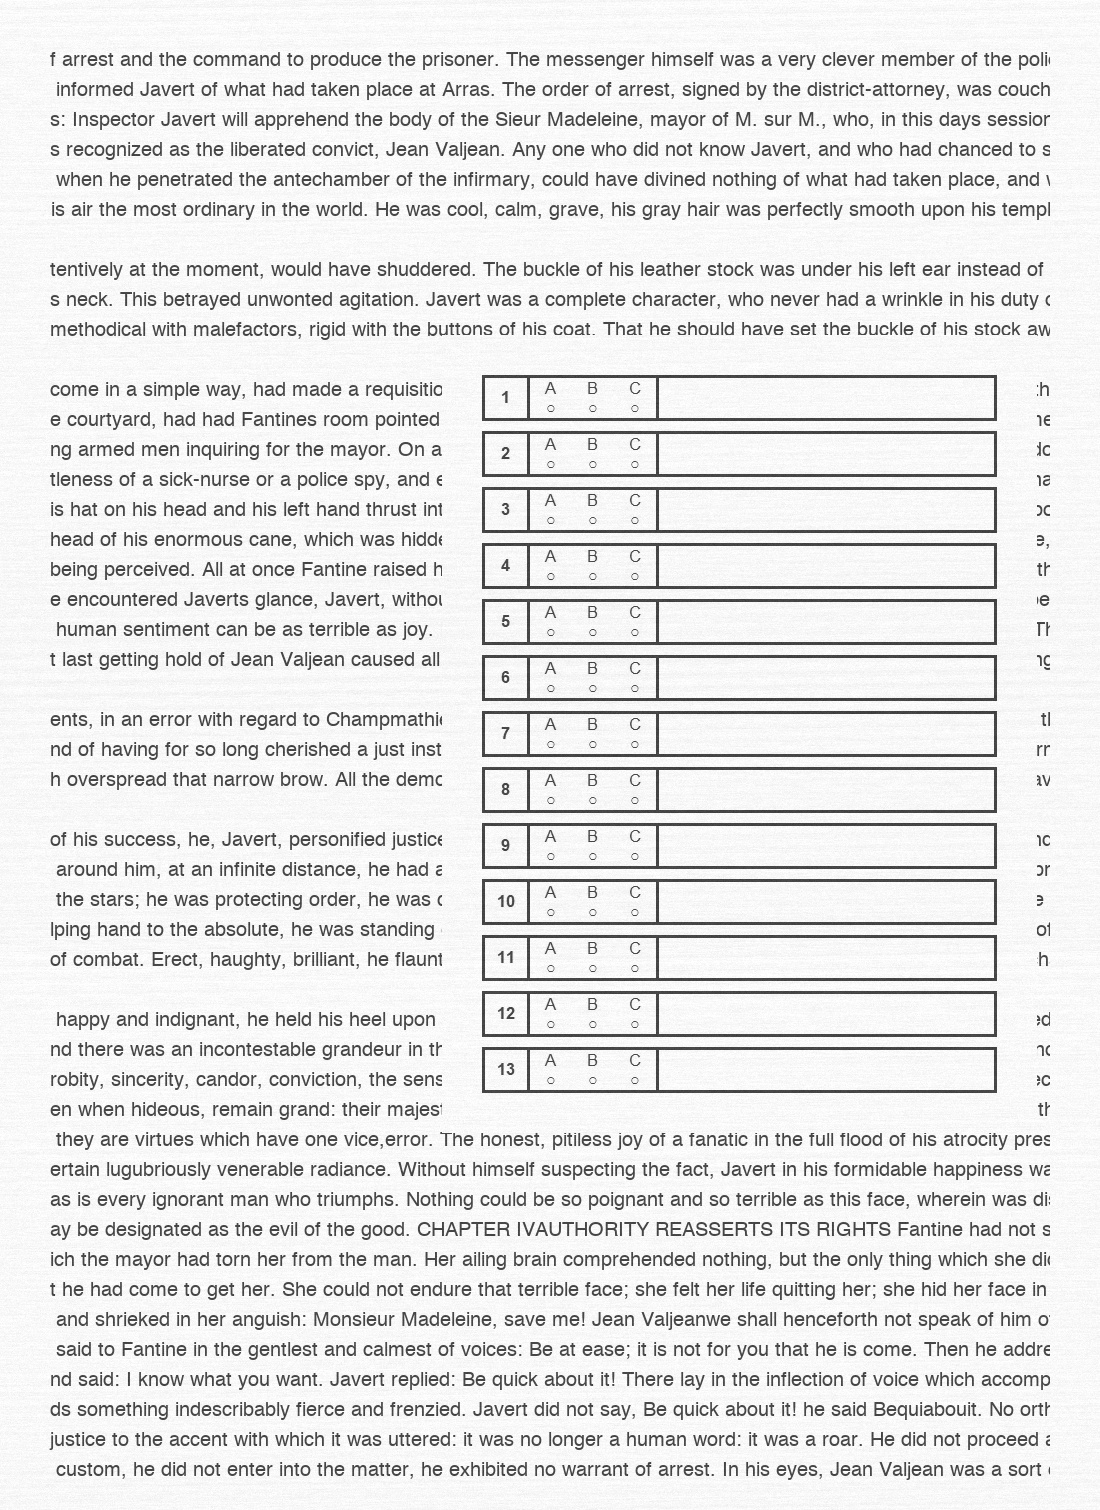 f arrest and the command to produce the prisoner. The messenger himself was a very clever member of the
informed Javert of what had taken place at Arras. The order of arrest, signed by the district-attorney, was couch
s: Inspector Javert will apprehend the body of the Sieur Madeleine, mayor of M. sur M., who, in this days session
s recognized as the liberated convict, Jean Valjean. Any one who did not know Javert, and who had chanced to s
when he penetrated the antechamber of the infirmary, could have divined nothing of what had taken place, and
is air the most ordinary in the world. He was cool, calm, grave, his gray hair was perfectly smooth upon his templ
tentively at the moment, would have shuddered. The buckle of his leather stock was under his left ear instead of
s neck. This betrayed unwonted agitation. Javert was a complete character, who never had a wrinkle in his duty
methodical with malefactors, rigid with the buttons of his coat. That he should have set the buckle of his stock aw
come in a simple way, had made a requisitio
e courtyard, had had Fantines room pointed
ng armed men inquiring for the mayor. On a
tleness of a sick-nurse or a police spy, and
is hat on his head and his left hand thrust int
head of his enormous cane, which was hidde
being perceived. All at once Fantine raised h
e encountered Javerts glance, Javert, withou
human sentiment can be as terrible as joy.
t last getting hold of Jean Valjean caused all
ents, in an error with regard to Champmathi
nd of having for so long cherished a just inst
h overspread that narrow brow. All the demo
of his success, he, Javert, personified justice
around him, at an infinite distance, he had a
the stars; he was protecting order, he was
lping hand to the absolute, he was standing
of combat. Erect, haughty, brilliant, he flaunt
happy and indignant, he held his heel upon
nd there was an incontestable grandeur in th
robity, sincerity, candor, conviction, the sens
en when hideous, remain grand: their majest
1 A B C
2 A B C
3 A B C
4 A B C
5 A B C
6 A B C
7 A B C
8 A B C
9 A B C
10 A B C
11 A B C
12 A B C
13 A B C
they are virtues which have one vice,error. The honest, pitiless joy of a fanatic in the full flood of his atrocity pres
ertain lugubriously venerable radiance. Without himself suspecting the fact, Javert in his formidable happiness wa
as is every ignorant man who triumphs. Nothing could be so poignant and so terrible as this face, wherein was dis
ay be designated as the evil of the good. CHAPTER IVAUTHORITY REASSERTS ITS RIGHTS Fantine had not s
ich the mayor had torn her from the man. Her ailing brain comprehended nothing, but the only thing which she did
t he had come to get her. She could not endure that terrible face; she felt her life quitting her; she hid her face in
and shrieked in her anguish: Monsieur Madeleine, save me! Jean Valjeanwe shall henceforth not speak of him
said to Fantine in the gentlest and calmest of voices: Be at ease; it is not for you that he is come. Then he addre
nd said: I know what you want. Javert replied: Be quick about it! There lay in the inflection of voice which accomp
ds something indescribably fierce and frenzied. Javert did not say, Be quick about it! he said Bequiabouit. No orth
justice to the accent with which it was uttered: it was no longer a human word: it was a roar. He did not proceed a
custom, he did not enter into the matter, he exhibited no warrant of arrest. In his eyes, Jean Valjean was a sort